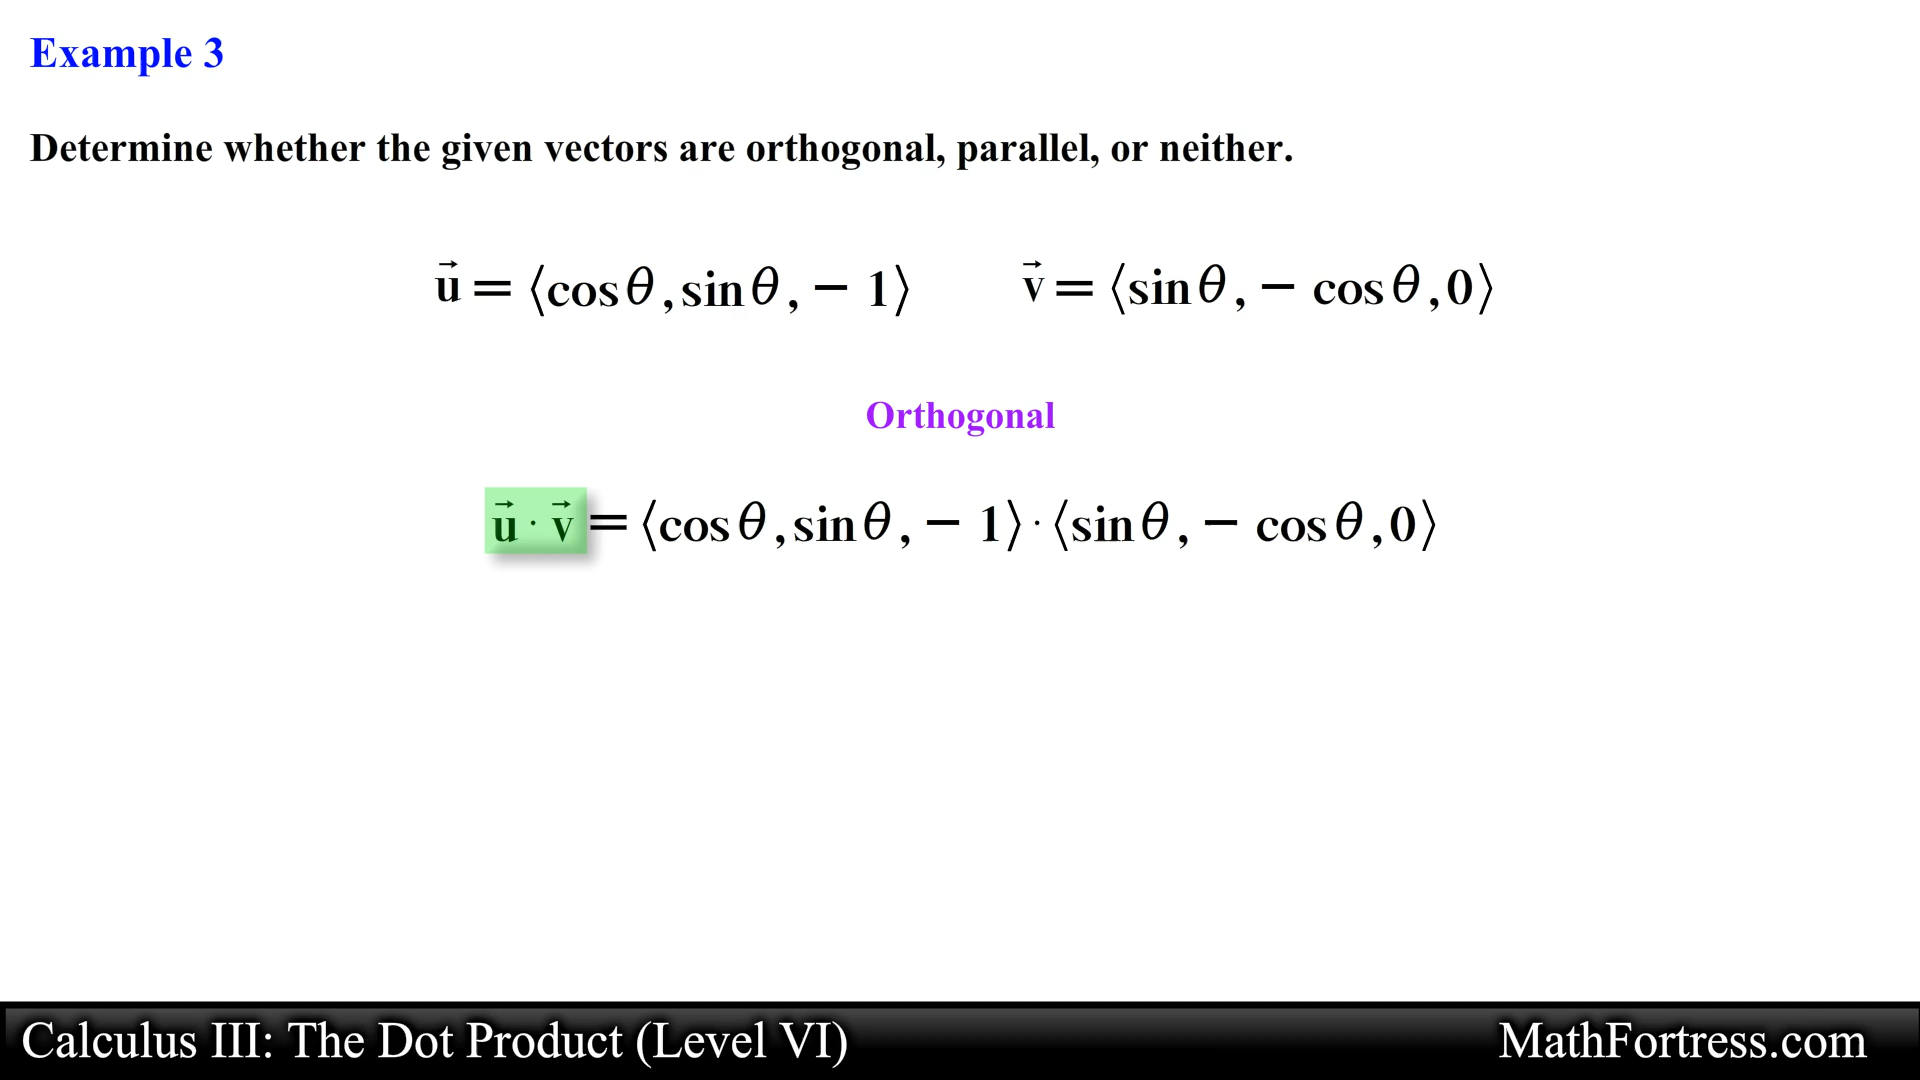 Example 3
Determine whether the given vectors are orthogonal, parallel, or neither.
u⃗ = ⟨cos θ, sin θ, − 1⟩ v⃗ = ⟨sin θ, − cos θ, 0⟩
Orthogonal
u⃗ · v⃗ = ⟨cos θ, sin θ, − 1⟩ · ⟨sin θ, − cos θ, 0⟩
Calculus III: The Dot Product (Level VI) MathFortress.com